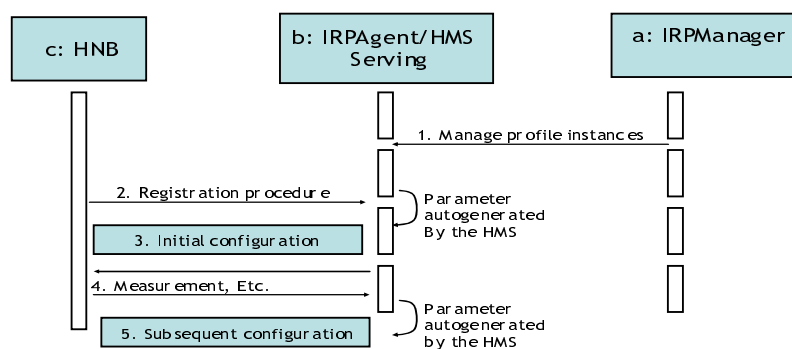 c: HNB
b: IRPAgent/HMS
Serving
a: IRPManager
1. Manage profile instances
2. Registration procedure
Parameter
autogenerated
By the HMS
3. Initial configuration
4. Measurement, Etc.
Parameter
autogenerated
by the HMS
5. Subsequent configuration